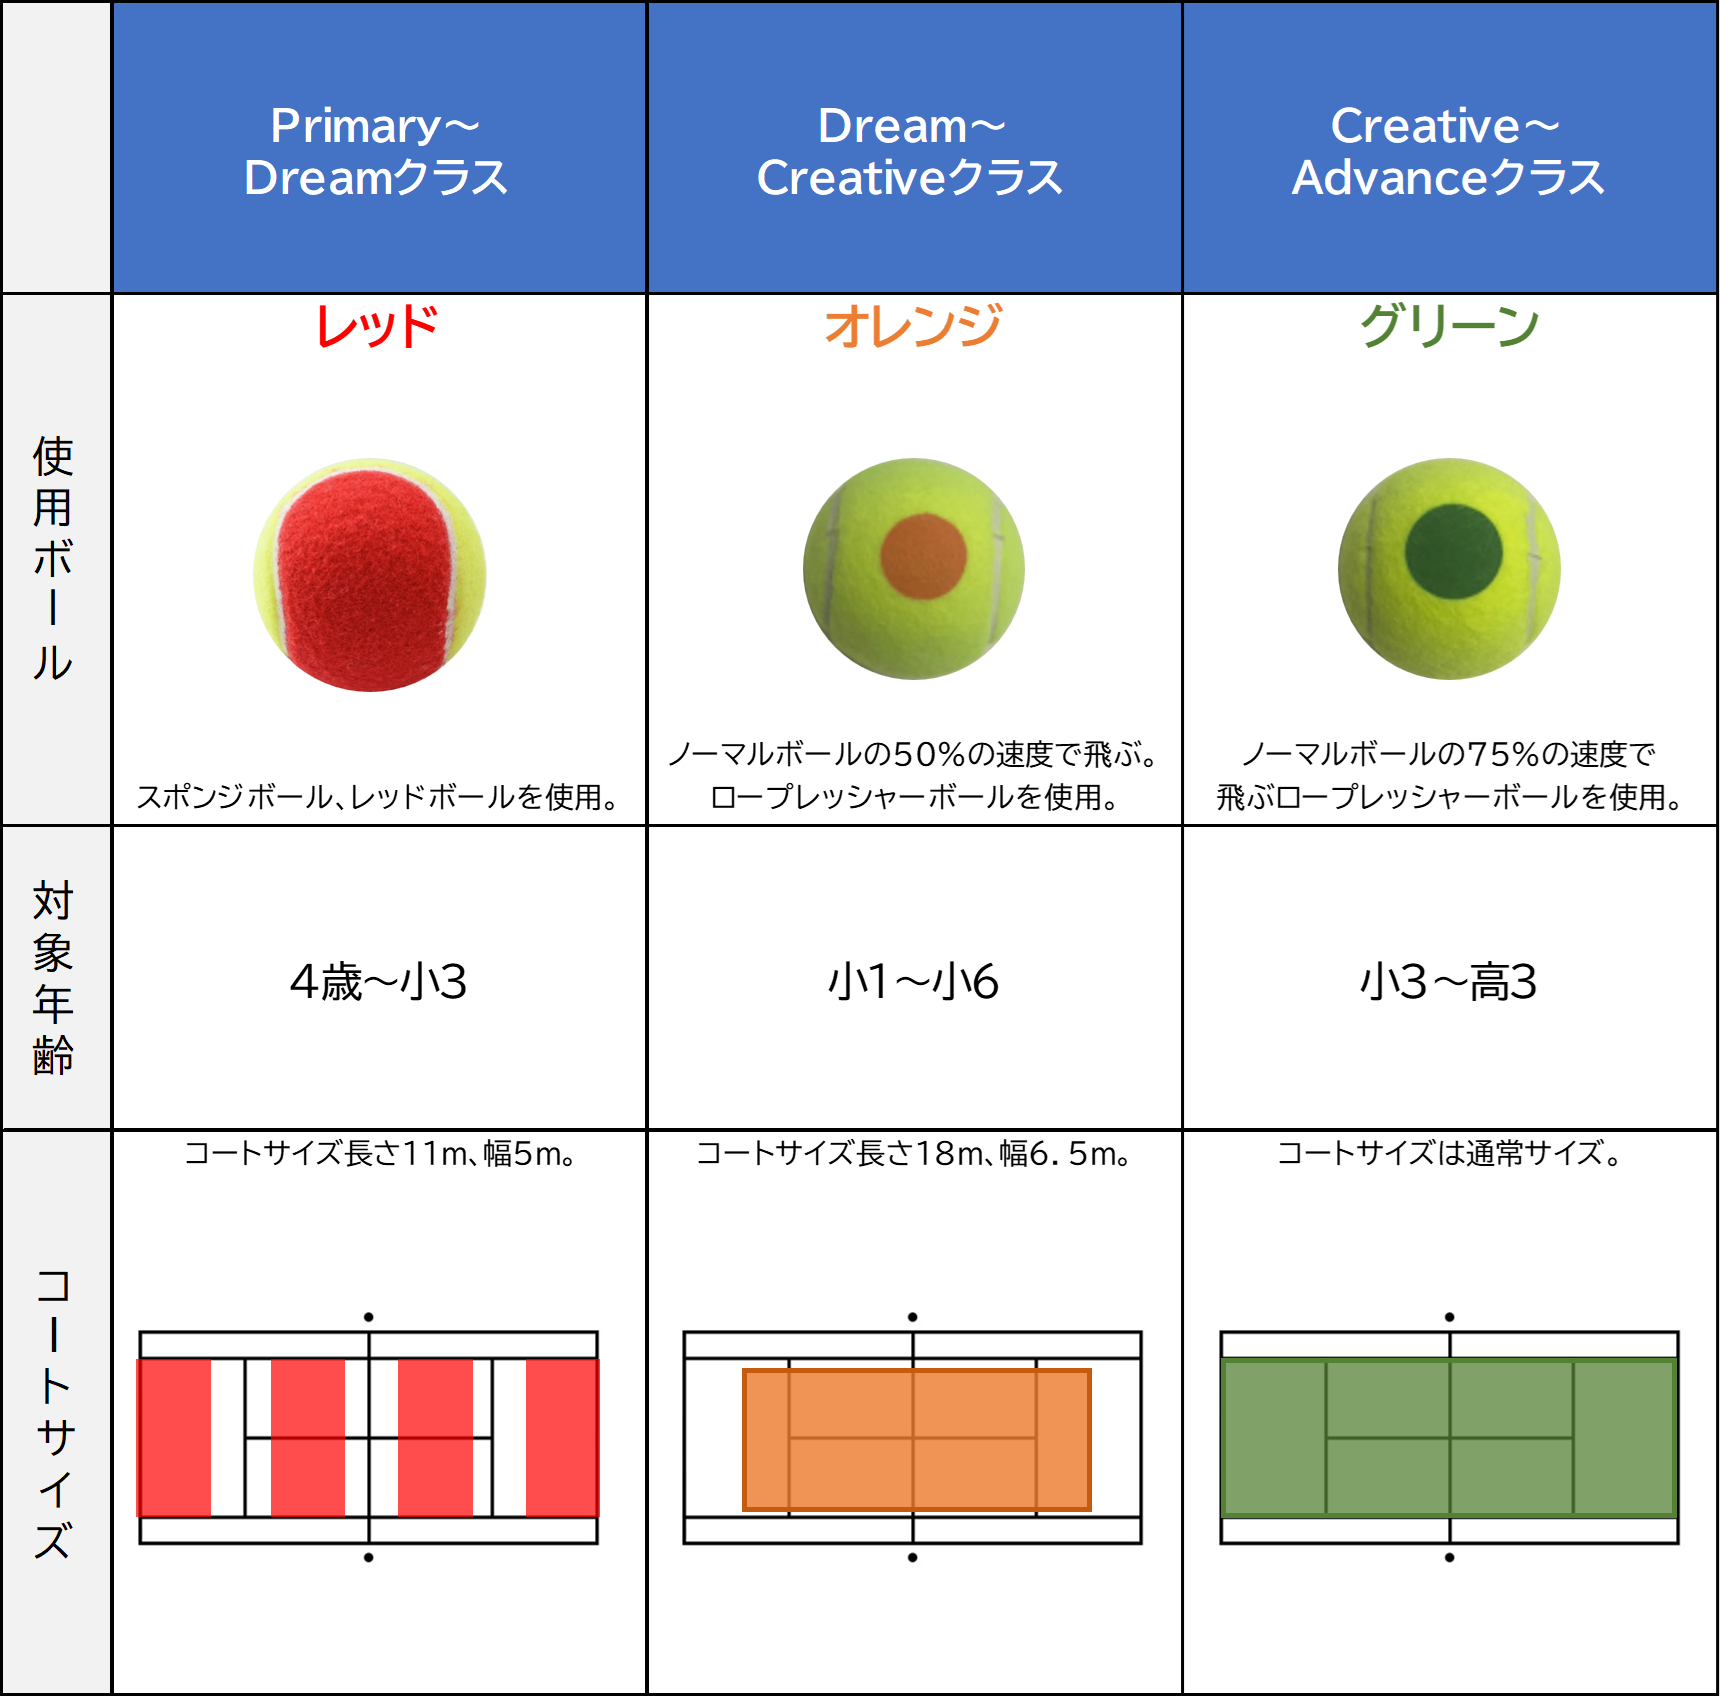 Primary～
Dreamクラス
Dream～
Creativeクラス
Creative～
Advanceクラス
使用ボール
レッド
スポンジボール、レッドボールを使用。
オレンジ
ノーマルボールの50%の速度で飛ぶ。
ロープレッシャーボールを使用。
グリーン
ノーマルボールの75%の速度で
飛ぶロープレッシャーボールを使用。
対象年齢
4歳～小3
小1～小6
小3～高3
コートサイズ
コートサイズ長さ11m、幅5m。
コートサイズ長さ18m、幅6．5m。
コートサイズは通常サイズ。